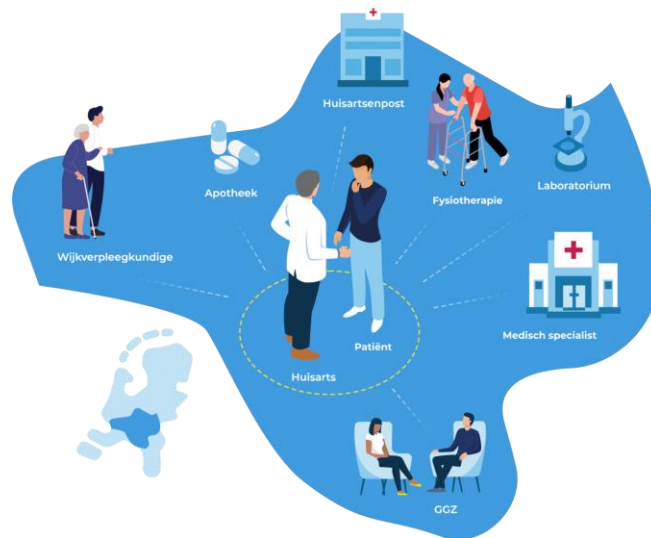 Huisartsenpost
Apotheek
Fysiotherapie
Laboratorium
Wijkverpleegkundige
Medisch specialist
Patiënt
Huisarts
GGZ